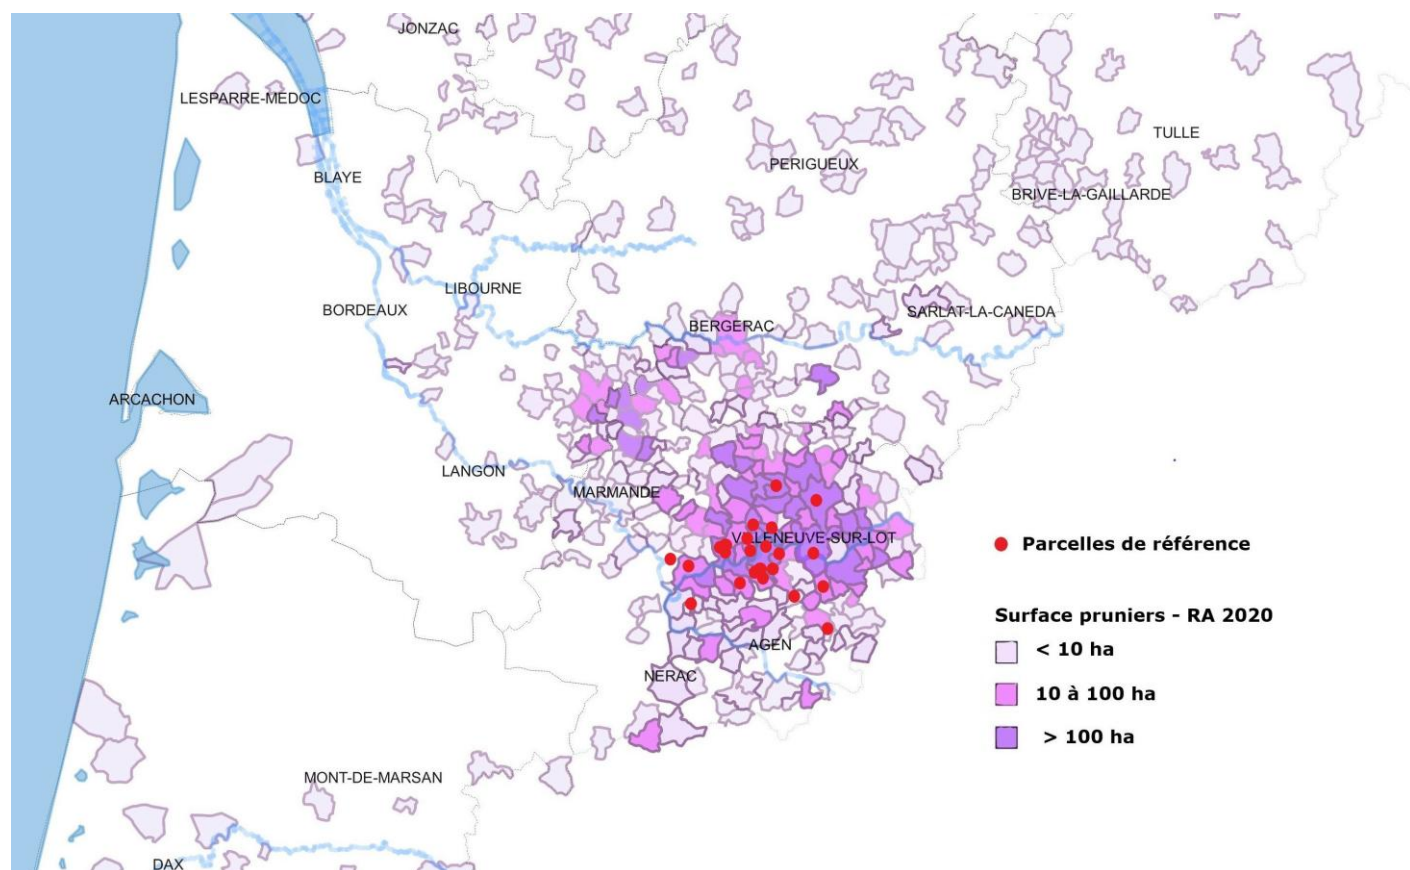 JONZAC
LESPARRE-MEDOC
TULLE
PERIGUEUX
BLAYE
BRIVE-LA-GAILLARDE
LIBOURNE
BORDEAUX
SARLAT-LA-CANEDA
BERGERAC
ARCACHON
LANGON
MARMANDE
VILLENEUVE-SUR-LOT
Parcelles de référence
Surface pruniers - RA 2020
AGEN
< 10 ha
NERAC
10 à 100 ha
> 100 ha
MONT-DE-MARSAN
DAX